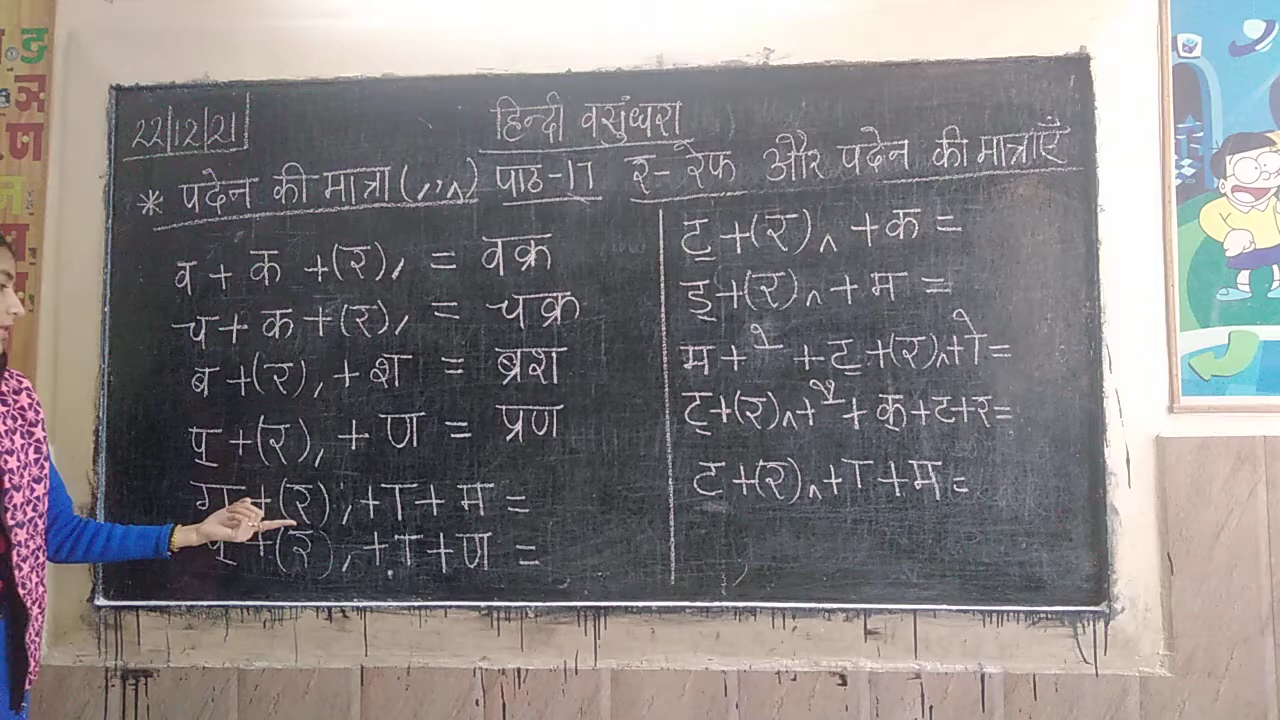 22/12/21
हिन्दी वसुंधरा
* पदेन की मात्रा (्र,^) पाठ-17 र- रेफ और पदेन की मात्राएँ
व + क +(र)్, = वक्र
च + क +(र), = चक्र
ब +(र), + श = ब्रश
प् +(र), + ण = प्रण
ग् +(र), + ा + म =
प् +(र), + ा + ण =
ट् +(र)^ + क =
ड् +(र)^ + म =
म + े + ट् +(र)^+ ो =
ट् +(र)^+ ै + क् + ट + र =
ट +(र)^ + ा + म =
ङ
ञ
ण